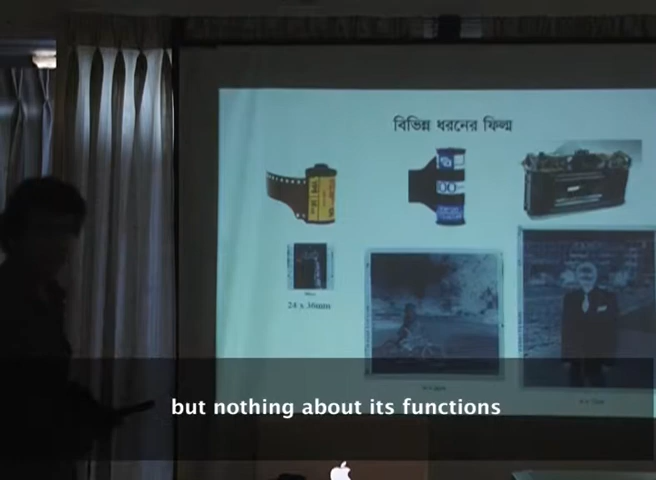 বিভিন্ন ধরনের ফিল্ম
24 x 36mm
but nothing about its functions